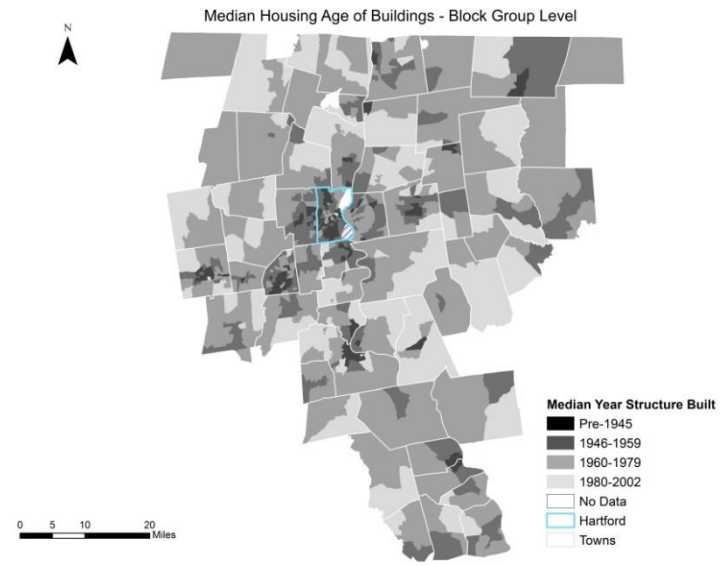 Median Housing Age of Buildings - Block Group Level
N
Median Year Structure Built
Pre-1945
1946-1959
1960-1979
1980-2002
No Data
Hartford
Towns
0 5 10 20
Miles